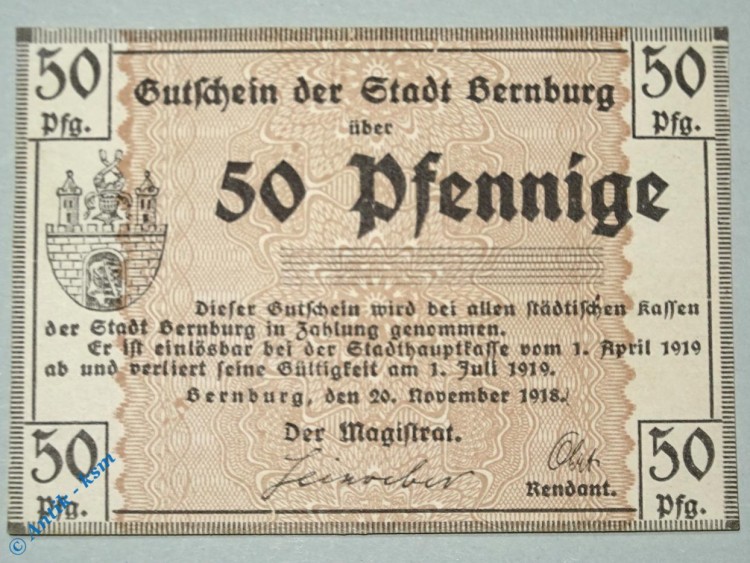 50 Pfg.
50 Pfg.
Gutschein der Stadt Bernburg
über
50 Pfennige
Dieser Gutschein wird bei allen städtischen Kassen
der Stadt Bernburg in Zahlung genommen.
Er ist einlösbar bei der Stadthauptkasse vom 1. April 1919
ab und verliert seine Gültigkeit am 1. Juli 1919.
Bernburg, den 20. November 1918.
Der Magistrat.
Rendant.
50 Pfg.
50 Pfg.
© Antik - ksm